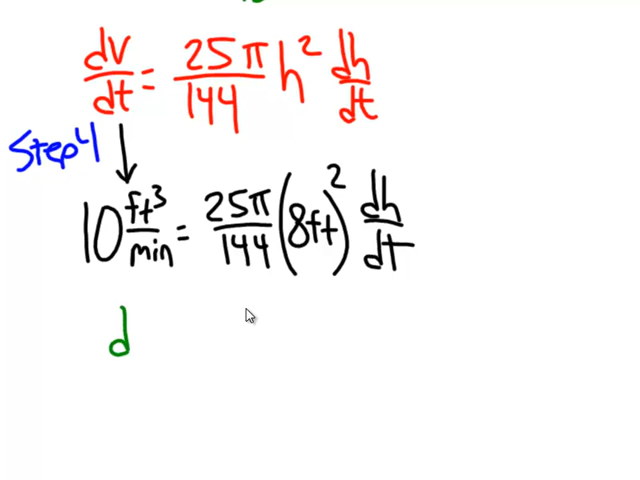 dv/dt = 25π/144 h² dh/dt
Step 4
10 ft³/min = 25π/144 (8ft)² dh/dt
d